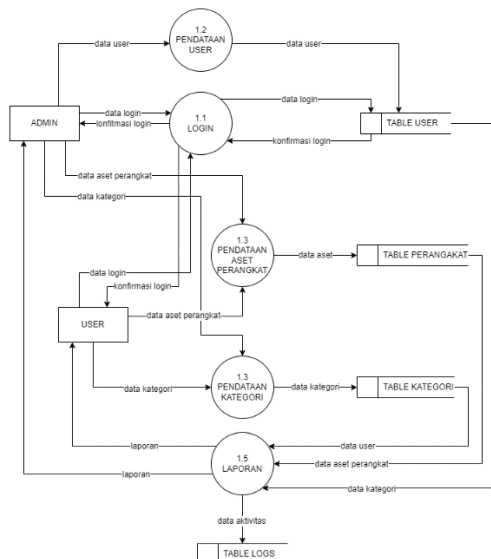 1.2
PENDATAAN
USER
data user
data user
ADMIN
data login
lonfitmasi login
1.1
LOGIN
data login
konfirmasi login
TABLE USER
data aset perangkat
data kategori
1.3
PENDATAAN
ASET
PERANGKAT
data aset
TABLE PERANGAKAT
data login
konfirmasi login
USER
data aset perangkat
data kategori
1.3
PENDATAAN
KATEGORI
data kategori
TABLE KATEGORI
laporan
laporan
1.5
LAPORAN
data user
data aset perangkat
data kategori
data aktivitas
TABLE LOGS